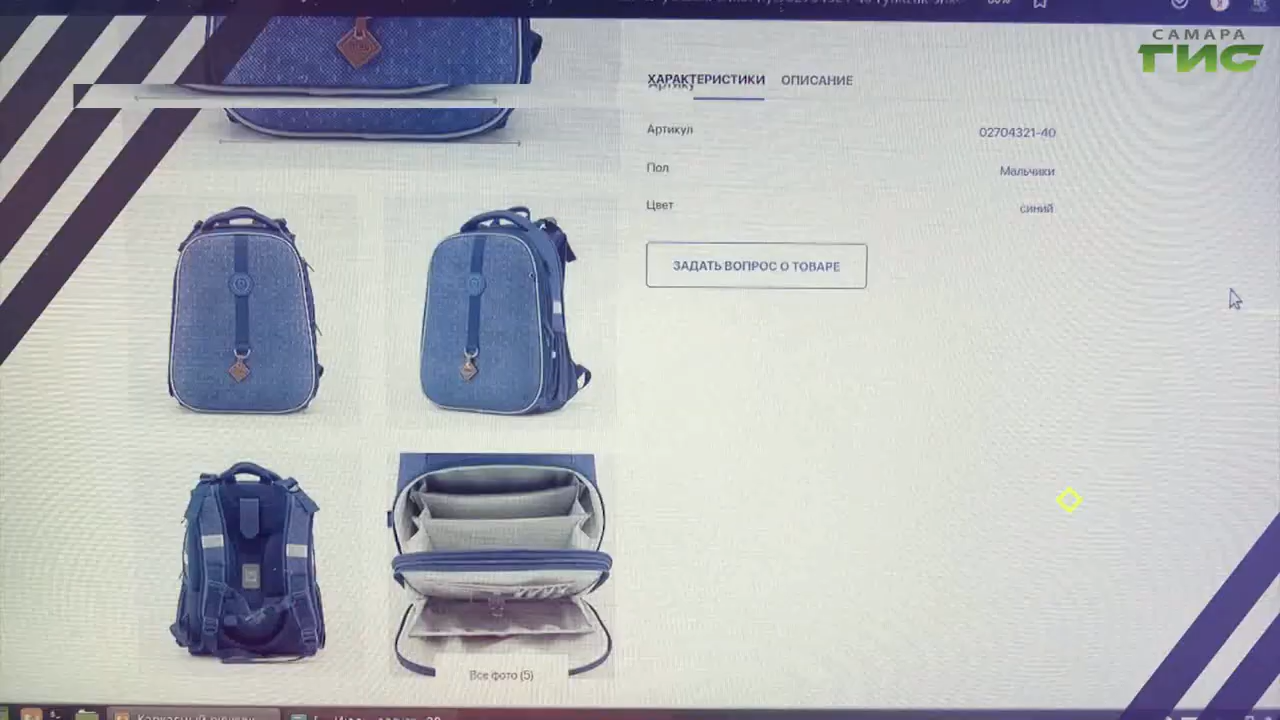 САМАРА
ГИС
ХАРАКТЕРИСТИКИ ОПИСАНИЕ
Артикул 02704321-40
Пол Мальчики
Цвет синий
ЗАДАТЬ ВОПРОС О ТОВАРЕ
Все фото (5)